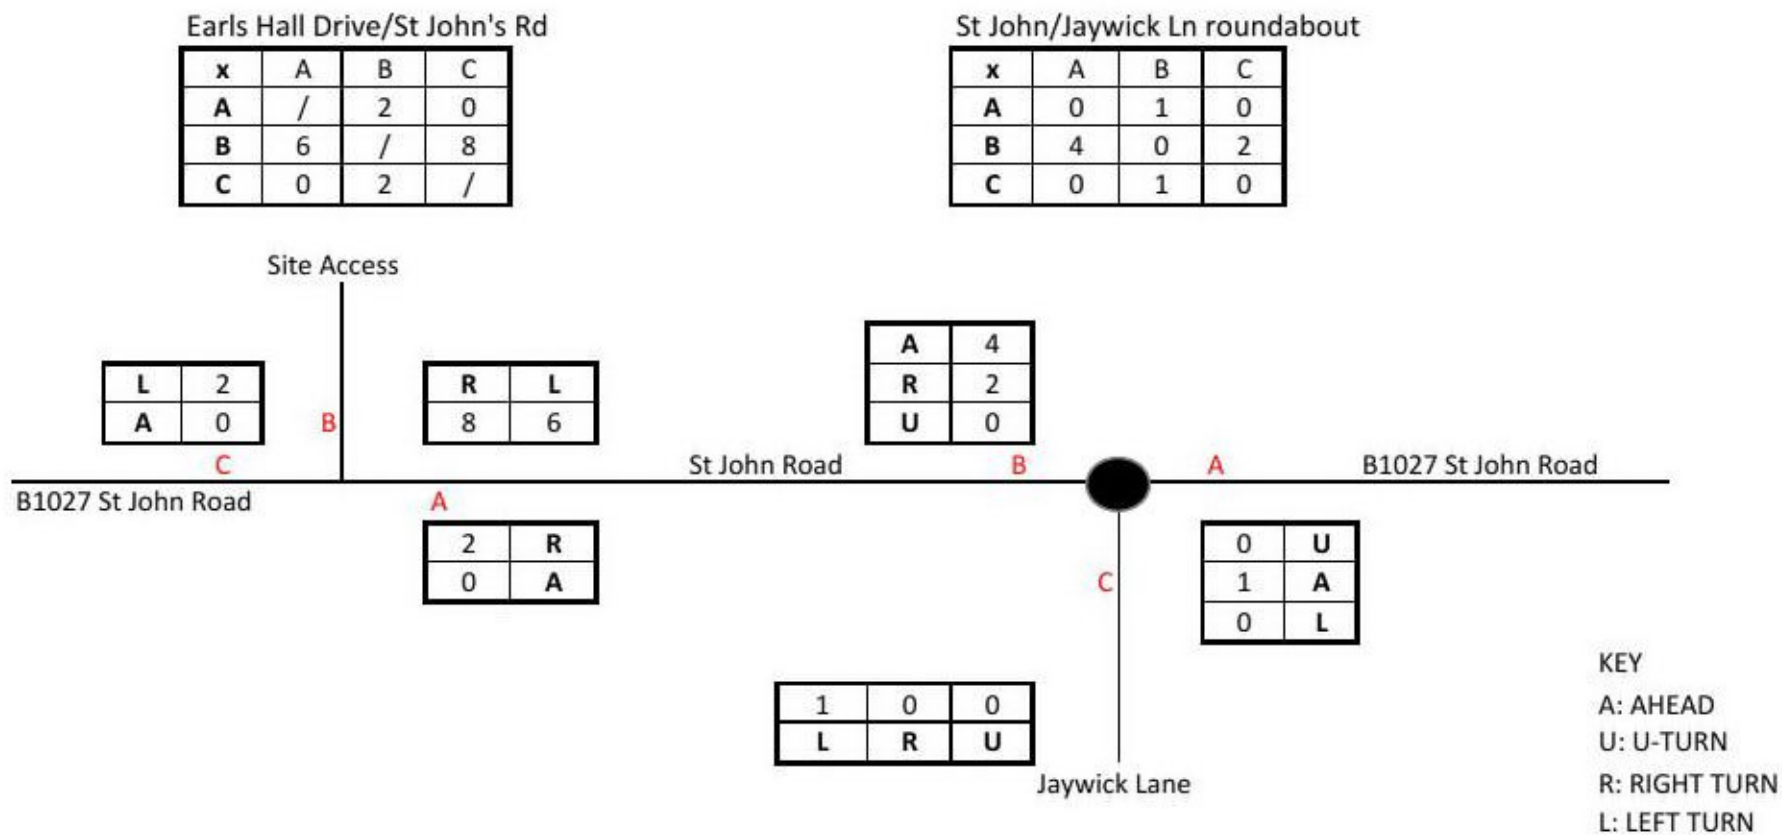 Earls Hall Drive/St John's Rd
x A B C
A / 2 0
B 6 / 8
C 0 2 /
St John/Jaywick Ln roundabout
x A B C
A 0 1 0
B 4 0 2
C 0 1 0
Site Access
L 2
A 0
B
C
R L
8 6
B1027 St John Road
A
2 R
0 A
St John Road
A 4
R 2
U 0
B
A
B1027 St John Road
C
0 U
1 A
0 L
1 0 0
L R U
Jaywick Lane
KEY
A: AHEAD
U: U-TURN
R: RIGHT TURN
L: LEFT TURN